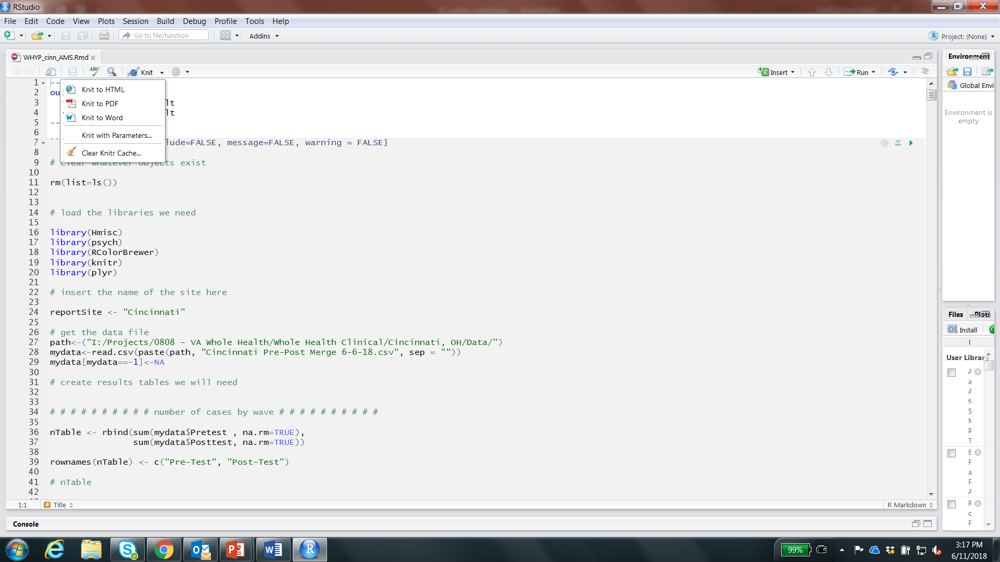 RStudio
File Edit Code View Plots Session Build Debug Profile Tools Help
Go to file/function Addins Project: (None)
WHYP_cinn_AMS.Rmd
ABC Knit Insert Run
Knit to HTML
Knit to PDF
Knit to Word
Knit with Parameters...
Clear Knitr Cache...
1 --
2 ou
3 lt
4 lt
5 --
6
7 ``lude=FALSE, message=FALSE, warning = FALSE}
8
9 # clear whatever objects exist
10
11 rm(list=ls())
12
13
14 # load the libraries we need
15
16 library(Hmisc)
17 library(psych)
18 library(RColorBrewer)
19 library(knitr)
20 library(plyr)
21
22 # insert the name of the site here
23
24 reportSite <- "Cincinnati"
25
26 # get the data file
27 path<-("I:/Projects/0808 - VA Whole Health/Whole Health Clinical/Cincinnati, OH/Data/")
28 mydata<-read.csv(paste(path, "Cincinnati Pre-Post Merge 6-6-18.csv", sep = ""))
29 mydata[mydata==-1]<-NA
30
31 # create results tables we will need
32
33
34 # # # # # # # # # # number of cases by wave # # # # # # # # # #
35
36 nTable <- rbind(sum(mydata$Pretest , na.rm=TRUE),
37 sum(mydata$Posttest, na.rm=TRUE))
38
39 rownames(nTable) <- c("Pre-Test", "Post-Test")
40
41 # nTable
42
1:1 Title R Markdown
Console
Environment
Global Envi
Environment is
empty
Files Plots
Install
User Library
A
a
A
f
S
N
R
T
E
F
a
F
A
R
c
F
99%
3:17 PM
6/11/2018